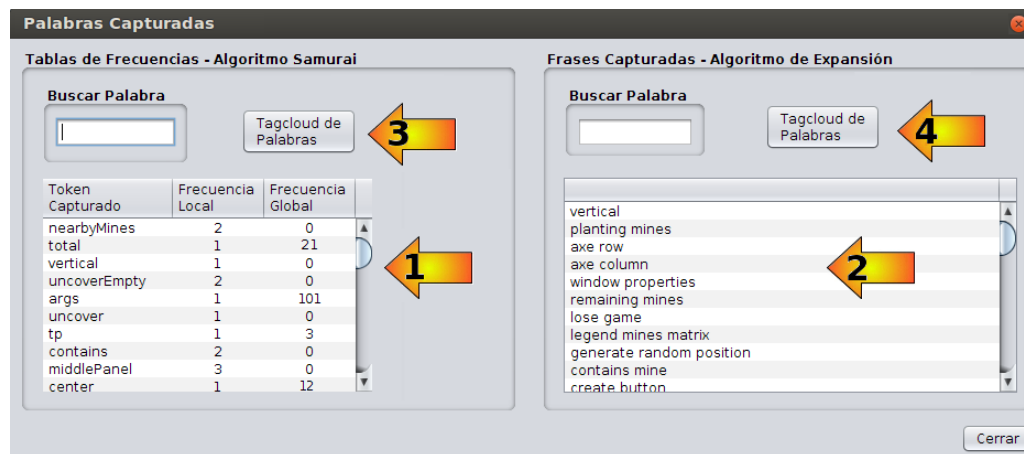 Palabras Capturadas
Tablas de Frecuencias - Algoritmo Samurai
Buscar Palabra
Tagcloud de
Palabras
3
Token
Capturado
Frecuencia
Local
Frecuencia
Global
nearbyMines 2 0
total 1 21
vertical 1 0
uncoverEmpty 2 0
args 1 101
uncover 1 0
tp 1 3
contains 2 0
middlePanel 3 0
center 1 12
1
Frases Capturadas - Algoritmo de Expansión
Buscar Palabra
Tagcloud de
Palabras
4
vertical
planting mines
axe row
axe column
window properties
remaining mines
lose game
legend mines matrix
generate random position
contains mine
create button
2
Cerrar